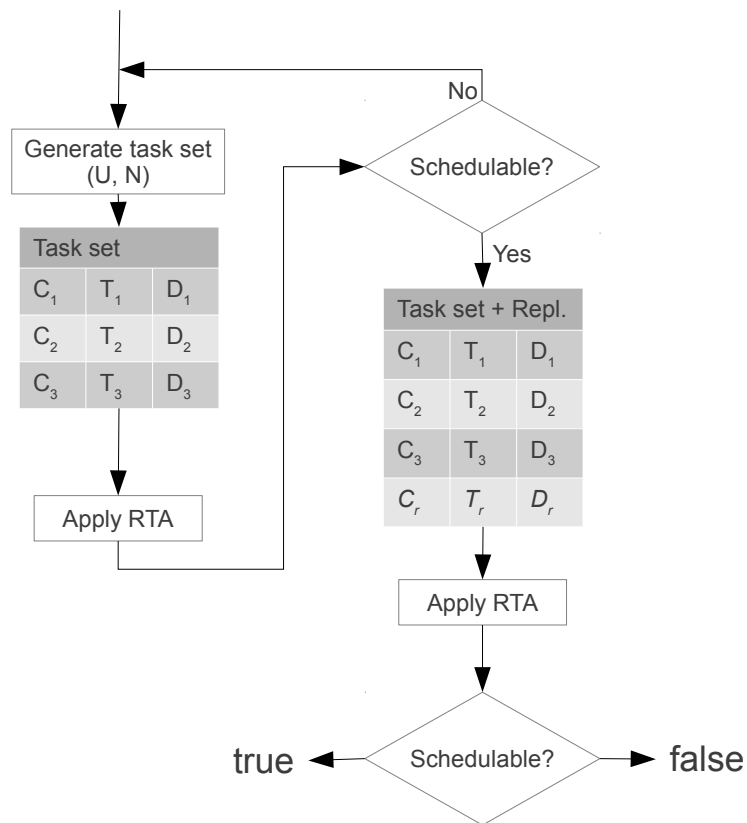 Generate task set
(U, N)
Task set
C₁ T₁ D₁
C₂ T₂ D₂
C₃ T₃ D₃
Apply RTA
No
Schedulable?
Yes
Task set + Repl.
C₁ T₁ D₁
C₂ T₂ D₂
C₃ T₃ D₃
Cᵣ Tᵣ Dᵣ
Apply RTA
Schedulable?
true
false